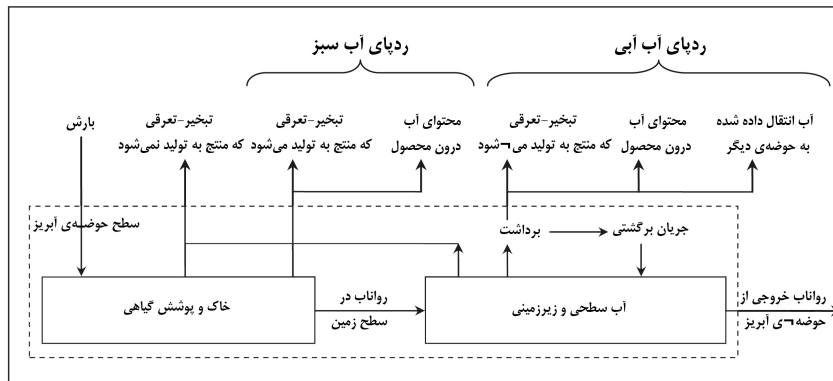 ردپای آب آبی
ردپای آب سبز
بارش
تبخیر-تعرقی
که منتج به تولید نمی‌شود
تبخیر-تعرقی
که منتج به تولید می‌شود
محتوای آب
درون محصول
تبخیر-تعرقی
که منتج به تولید می¬شود
محتوای آب
درون محصول
آب انتقال داده شده
به حوضه‌ی دیگر
سطح حوضه‌ی آبریز
برداشت
جریان برگشتی
خاک و پوشش گیاهی
رواناب در
سطح زمین
آب سطحی و زیرزمینی
رواناب خروجی از
حوضه¬ی آبریز